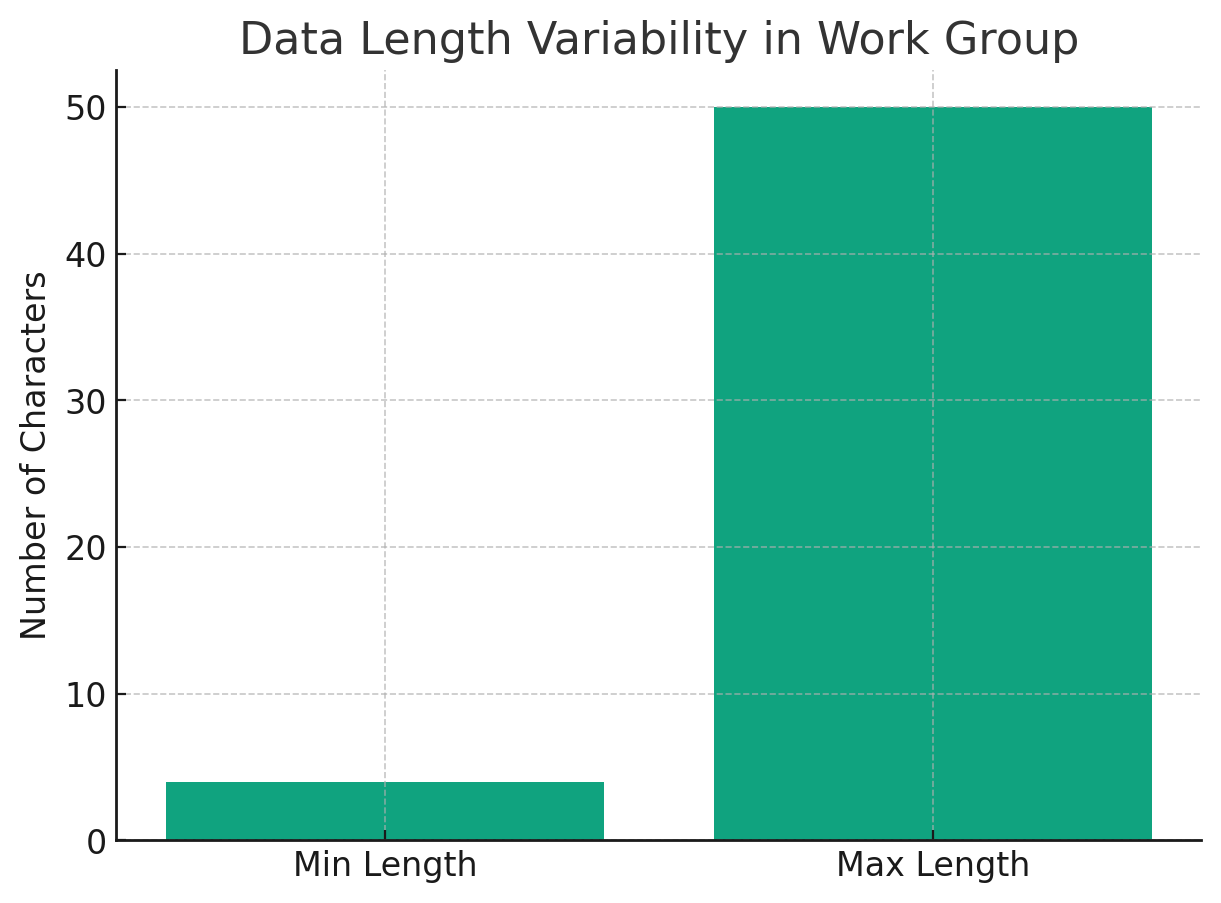 Data Length Variability in Work Group
Number of Characters
50
40
30
20
10
0
Min Length
Max Length